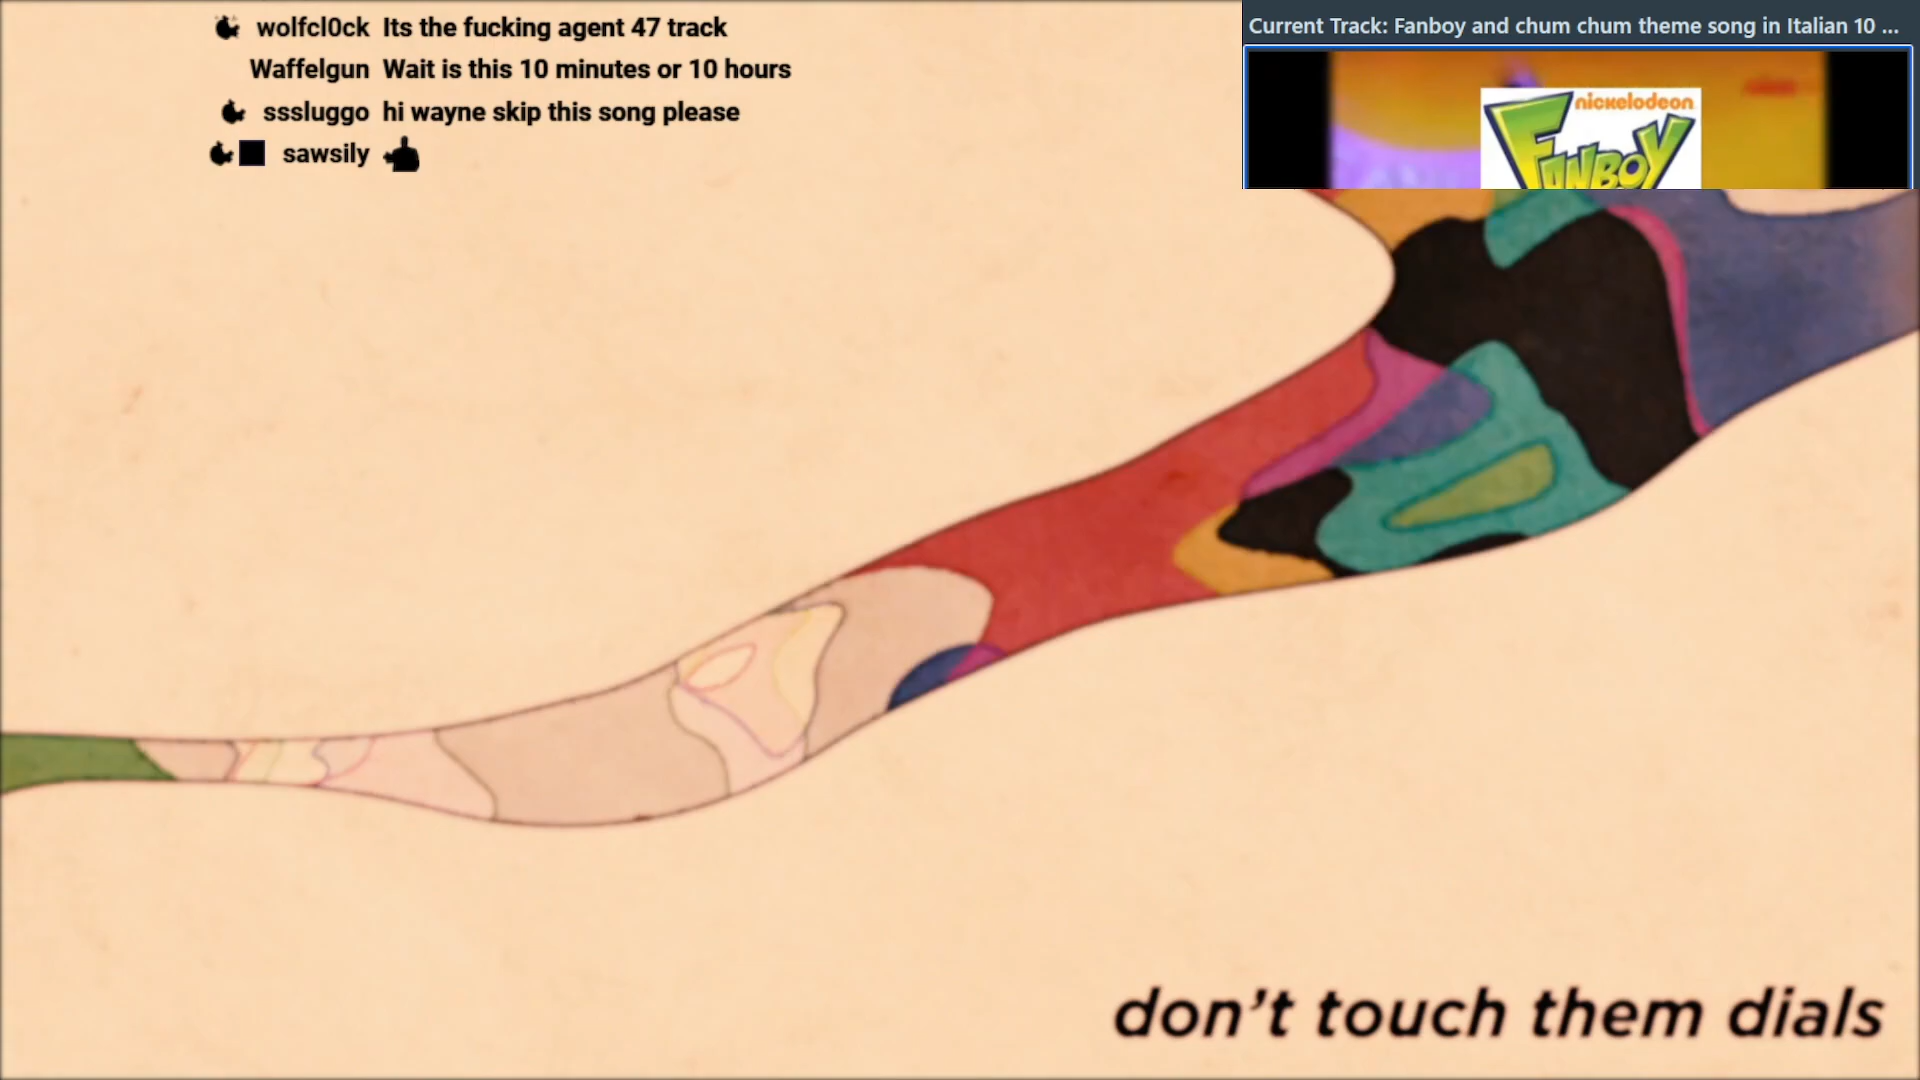 wolfcl0ck Its the fucking agent 47 track
Waffelgun Wait is this 10 minutes or 10 hours
sssluggo hi wayne skip this song please
sawsily
Current Track: Fanboy and chum chum theme song in Italian 10 ...
nickelodeon
FANBOY
don't touch them dials